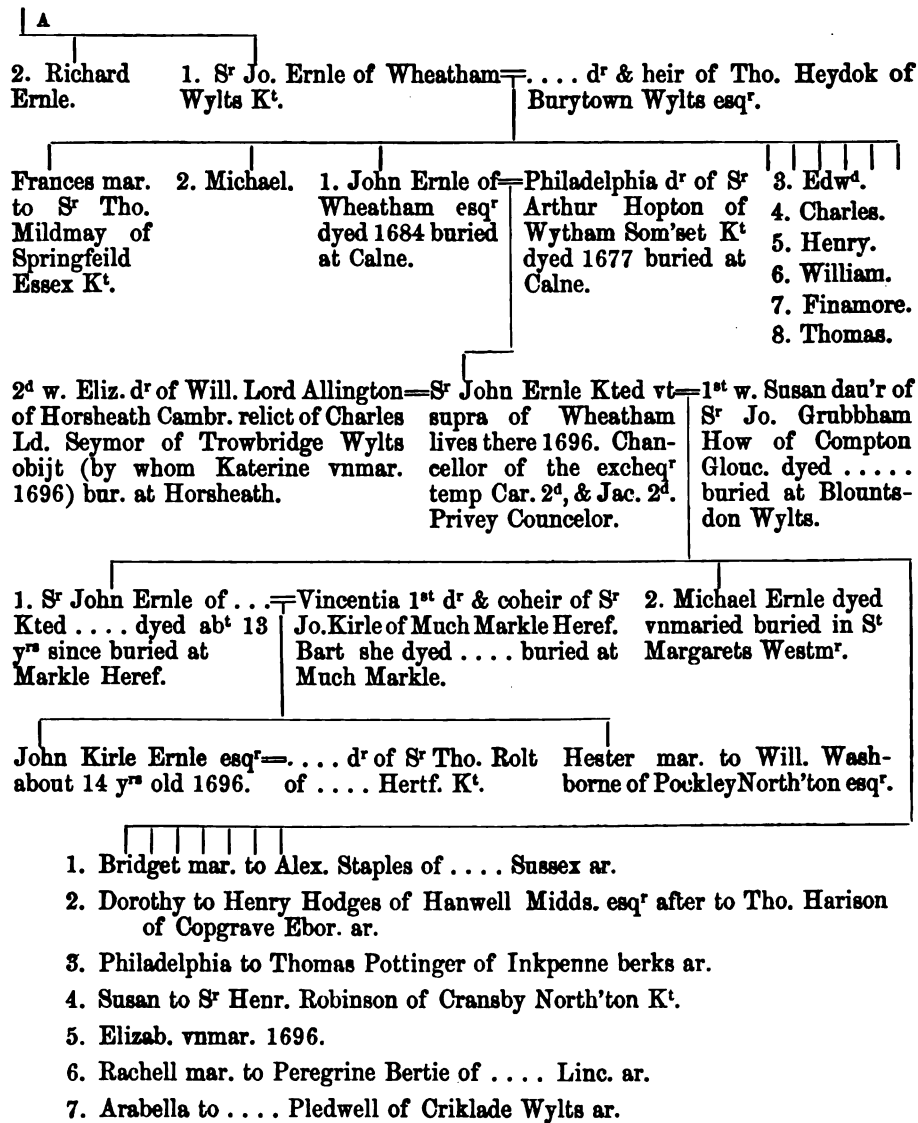 A
2. Richard
Ernle.
1. Sʳ Jo. Ernle of Wheatham
Wylts Kᵗ.
. . . . dʳ & heir of Tho. Heydok of
Burytown Wylts esqʳ.
Frances mar.
to Sʳ Tho.
Mildmay of
Springfeild
Essex Kᵗ.
2. Michael.
1. John Ernle of
Wheatham esqʳ
dyed 1684 buried
at Calne.
Philadelphia dʳ of Sʳ
Arthur Hopton of
Wytham Som'set Kᵗ
dyed 1677 buried at
Calne.
3. Edwᵈ.
4. Charles.
5. Henry.
6. William.
7. Finamore.
8. Thomas.
2ᵈ w. Eliz. dʳ of Will. Lord Allington
of Horsheath Cambr. relict of Charles
Ld. Seymor of Trowbridge Wylts
obijt (by whom Katerine vnmar.
1696) bur. at Horsheath.
Sʳ John Ernle Kted vt
supra of Wheatham
lives there 1696. Chan-
cellor of the excheqʳ
temp Car. 2ᵈ, & Jac. 2ᵈ.
Privey Councelor.
1ˢᵗ w. Susan dau'r of
Sʳ Jo. Grubbham
How of Compton
Glouc. dyed . . . . .
buried at Blounts-
don Wylts.
1. Sʳ John Ernle of . . .
Kted . . . . dyed abᵗ 13
yʳˢ since buried at
Markle Heref.
Vincentia 1ˢᵗ dʳ & coheir of Sʳ
Jo. Kirle of Much Markle Heref.
Bart she dyed . . . . buried at
Much Markle.
2. Michael Ernle dyed
vnmaried buried in Sᵗ
Margarets Westmʳ.
John Kirle Ernle esqʳ
about 14 yʳˢ old 1696.
. . . . dʳ of Sʳ Tho. Rolt
of . . . . Hertf. Kᵗ.
Hester mar. to Will. Wash-
borne of Pockley North'ton esqʳ.
1. Bridget mar. to Alex. Staples of . . . . Sussex ar.
2. Dorothy to Henry Hodges of Hanwell Midds. esqʳ after to Tho. Harison
of Copgrave Ebor. ar.
3. Philadelphia to Thomas Pottinger of Inkpenne berks ar.
4. Susan to Sʳ Henr. Robinson of Cransby North'ton Kᵗ.
5. Elizab. vnmar. 1696.
6. Rachell mar. to Peregrine Bertie of . . . . Linc. ar.
7. Arabella to . . . . Pledwell of Criklade Wylts ar.